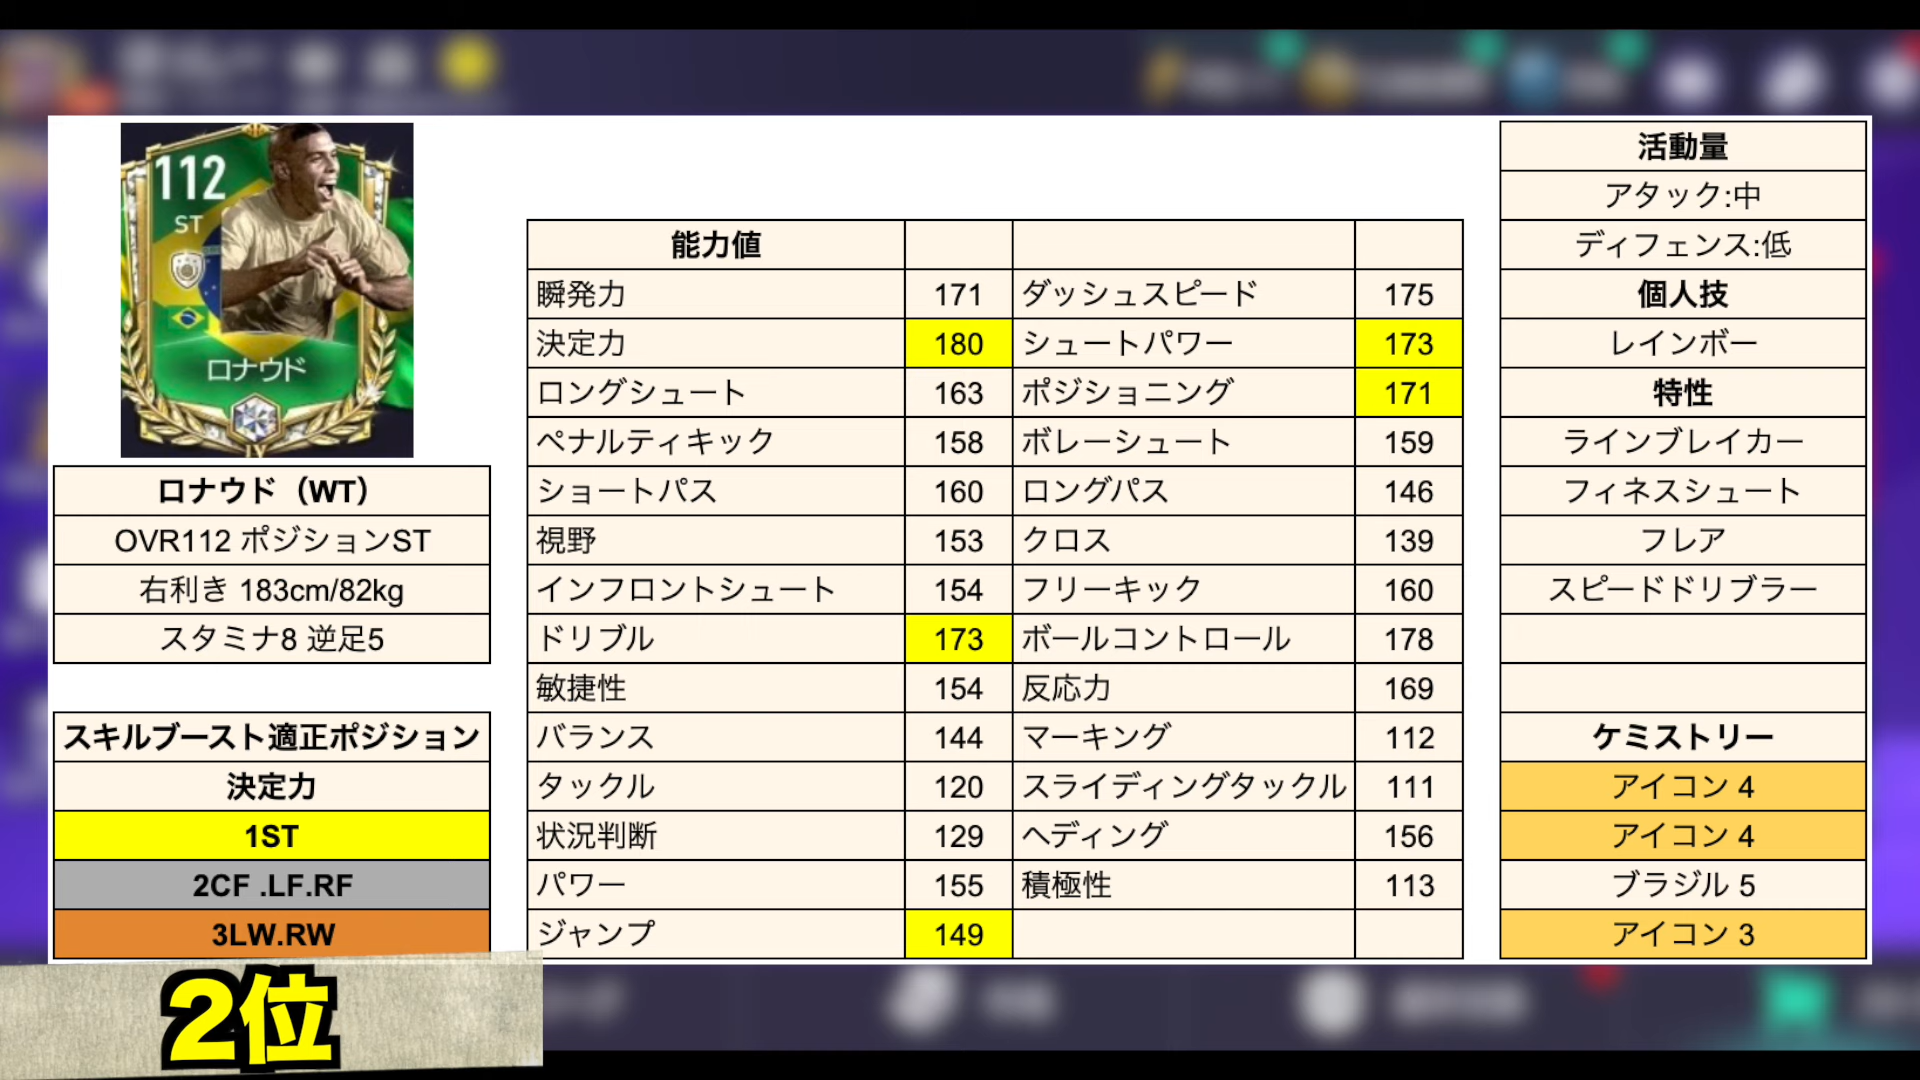 112
ST
ロナウド
ロナウド（WT）
OVR112 ポジションST
右利き 183cm/82kg
スタミナ8 逆足5
スキルブースト適正ポジション
決定力
1ST
2CF .LF.RF
3LW.RW
2位
能力値
瞬発力 171 ダッシュスピード 175
決定力 180 シュートパワー 173
ロングシュート 163 ポジショニング 171
ペナルティキック 158 ボレーシュート 159
ショートパス 160 ロングパス 146
視野 153 クロス 139
インフロントシュート 154 フリーキック 160
ドリブル 173 ボールコントロール 178
敏捷性 154 反応力 169
バランス 144 マーキング 112
タックル 120 スライディングタックル 111
状況判断 129 ヘディング 156
パワー 155 積極性 113
ジャンプ 149
活動量
アタック:中
ディフェンス:低
個人技
レインボー
特性
ラインブレイカー
フィネスシュート
フレア
スピードドリブラー
ケミストリー
アイコン 4
アイコン 4
ブラジル 5
アイコン 3